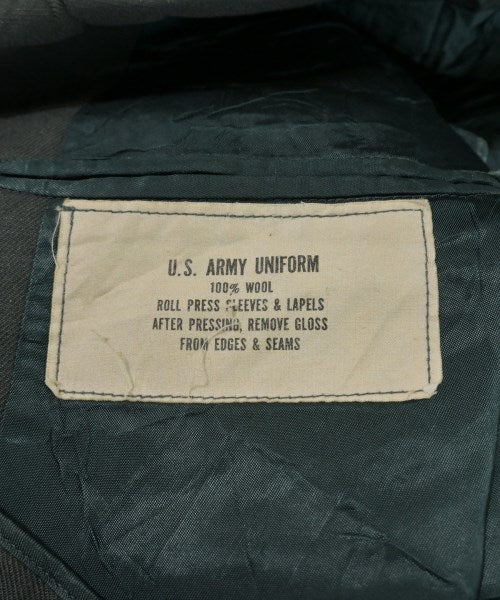 U.S. ARMY UNIFORM
100% WOOL
ROLL PRESS SLEEVES & LAPELS
AFTER PRESSING, REMOVE GLOSS
FROM EDGES & SEAMS